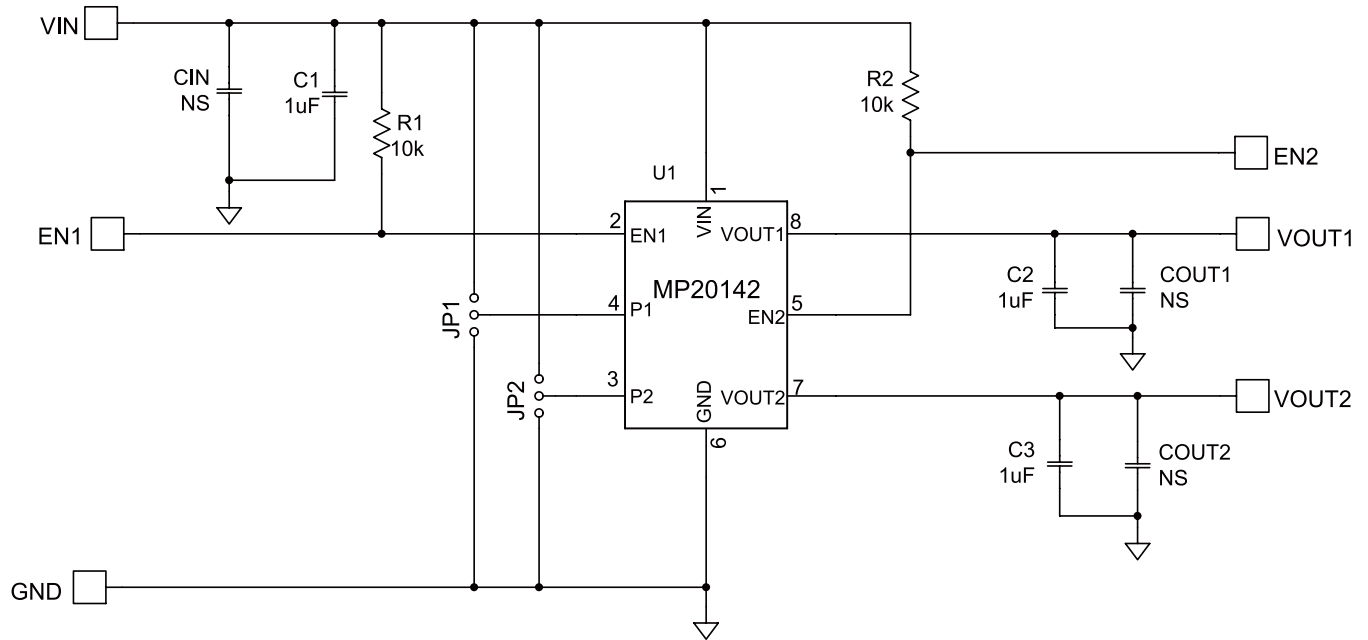 VIN
CIN
NS
C1
1uF
R1
10k
R2
10k
EN2
U1
1
EN1
2
EN1
VIN
VOUT1
8
VOUT1
MP20142
C2
1uF
COUT1
NS
JP1
4
P1
EN2
5
JP2
3
P2
GND
VOUT2
7
VOUT2
6
C3
1uF
COUT2
NS
GND